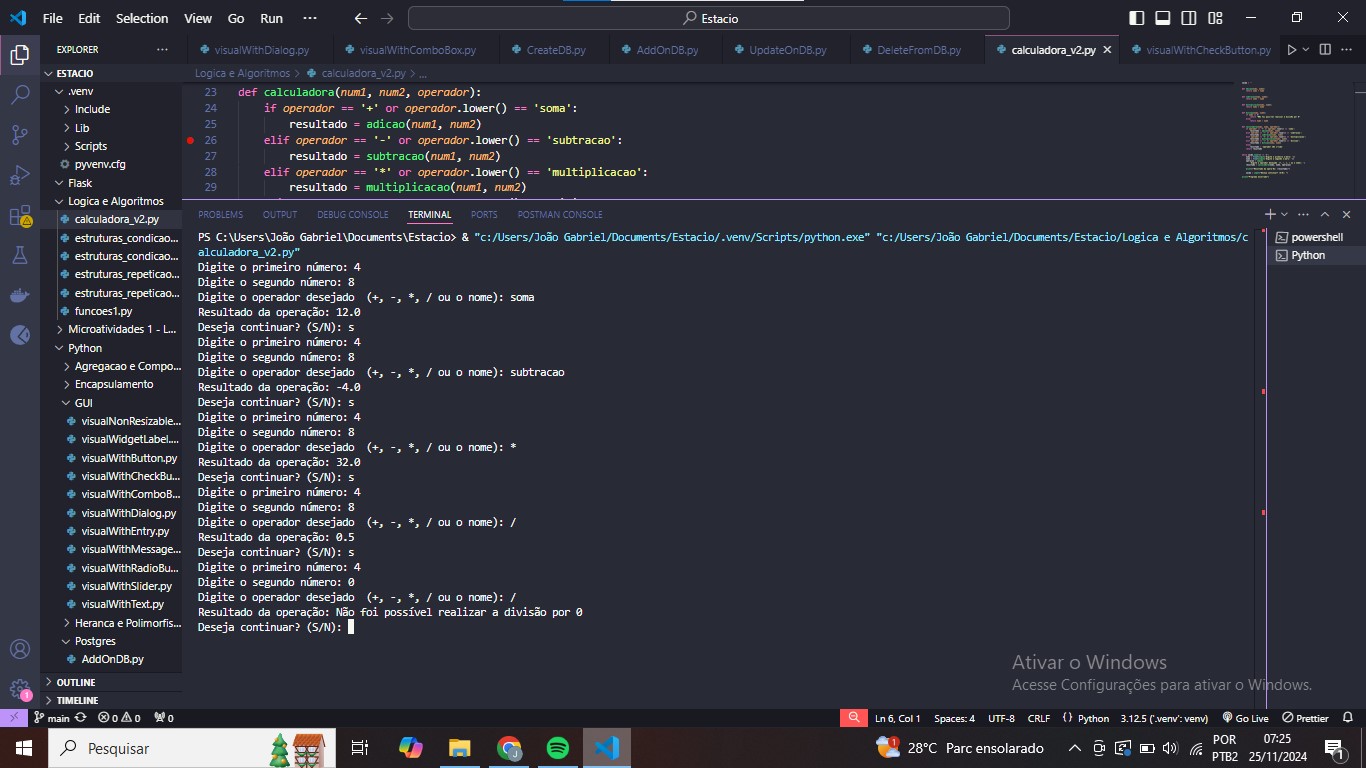 File Edit Selection View Go Run ··· Estacio
EXPLORER ···
visualWithDialog.py visualWithComboBox.py CreateDB.py AddOnDB.py UpdateOnDB.py DeleteFromDB.py calculadora_v2.py visualWithCheckButton.py ···
ESTACIO
.venv
Include
Lib
Scripts
pyvenv.cfg
Flask
Logica e Algoritmos
calculadora_v2.py
estruturas_condicao...
estruturas_condicao...
estruturas_repeticao...
estruturas_repeticao...
funcoes1.py
Microatividades 1 - L...
Python
Agregacao e Compo...
Encapsulamento
GUI
visualNonResizable...
visualWidgetLabel....
visualWithButton.py
visualWithCheckBu...
visualWithComboB...
visualWithDialog.py
visualWithEntry.py
visualWithMessage...
visualWithRadioBu...
visualWithSlider.py
visualWithText.py
Heranca e Polimorfis...
Postgres
AddOnDB.py
OUTLINE
TIMELINE
Logica e Algoritmos > calculadora_v2.py > ...
23 def calculadora(num1, num2, operador):
24 if operador == '+' or operador.lower() == 'soma':
25 resultado = adicao(num1, num2)
26 elif operador == '-' or operador.lower() == 'subtracao':
27 resultado = subtracao(num1, num2)
28 elif operador == '*' or operador.lower() == 'multiplicacao':
29 resultado = multiplicacao(num1, num2)
PROBLEMS OUTPUT DEBUG CONSOLE TERMINAL PORTS POSTMAN CONSOLE
powershell
Python
PS C:\Users\João Gabriel\Documents\Estacio> & "c:/Users/João Gabriel/Documents/Estacio/.venv/Scripts/python.exe" "c:/Users/João Gabriel/Documents/Estacio/Logica e Algoritmos/c
alculadora_v2.py"
Digite o primeiro número: 4
Digite o segundo número: 8
Digite o operador desejado  (+, -, *, / ou o nome): soma
Resultado da operação: 12.0
Deseja continuar? (S/N): s
Digite o primeiro número: 4
Digite o segundo número: 8
Digite o operador desejado  (+, -, *, / ou o nome): subtracao
Resultado da operação: -4.0
Deseja continuar? (S/N): s
Digite o primeiro número: 4
Digite o segundo número: 8
Digite o operador desejado  (+, -, *, / ou o nome): *
Resultado da operação: 32.0
Deseja continuar? (S/N): s
Digite o primeiro número: 4
Digite o segundo número: 8
Digite o operador desejado  (+, -, *, / ou o nome): /
Resultado da operação: 0.5
Deseja continuar? (S/N): s
Digite o primeiro número: 4
Digite o segundo número: 0
Digite o operador desejado  (+, -, *, / ou o nome): /
Resultado da operação: Não foi possível realizar a divisão por 0
Deseja continuar? (S/N):
Ativar o Windows
Acesse Configurações para ativar o Windows.
main 0 0 0 Ln 6, Col 1 Spaces: 4 UTF-8 CRLF {} Python 3.12.5 ('.venv': venv) Go Live Prettier
Pesquisar 28°C Parc ensolarado POR PTB2 07:25 25/11/2024 1